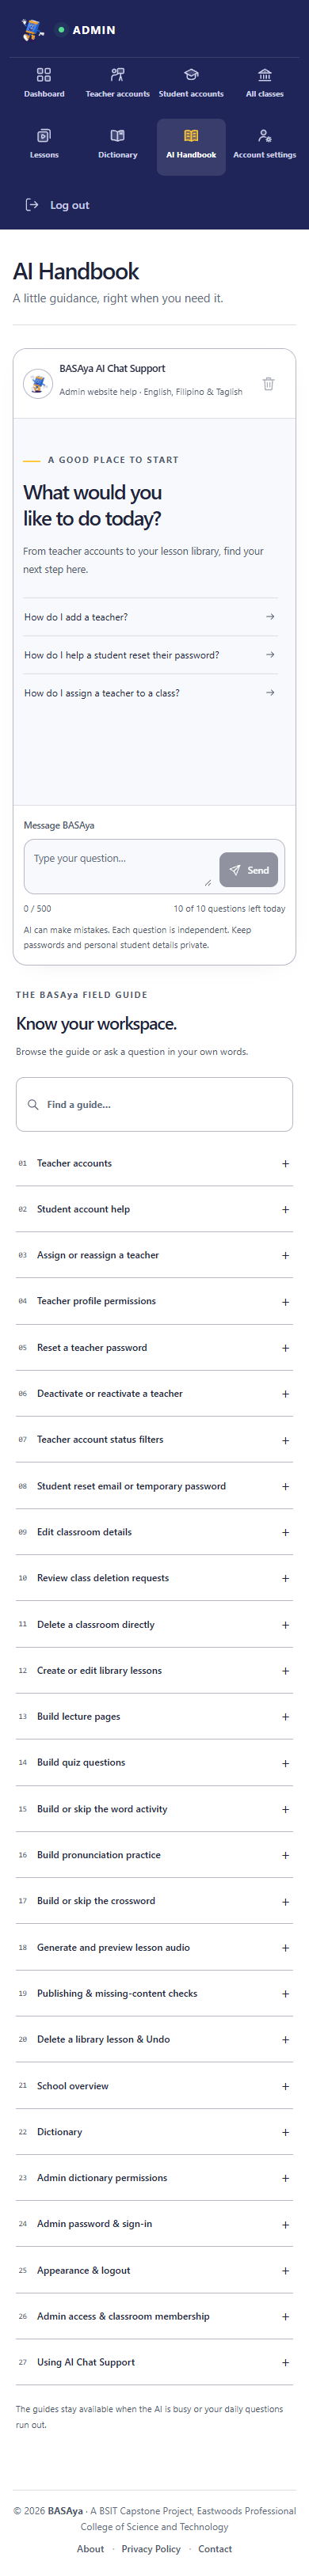 ADMIN
Dashboard
Teacher accounts
Student accounts
All classes
Lessons
Dictionary
AI Handbook
Account settings
Log out
AI Handbook
A little guidance, right when you need it.
BASAya AI Chat Support
Admin website help · English, Filipino & Taglish
A GOOD PLACE TO START
What would you
like to do today?
From teacher accounts to your lesson library, find your
next step here.
How do I add a teacher? →
How do I help a student reset their password? →
How do I assign a teacher to a class? →
Message BASAya
Type your question...
Send
0 / 500
10 of 10 questions left today
AI can make mistakes. Each question is independent. Keep
passwords and personal student details private.
THE BASAya FIELD GUIDE
Know your workspace.
Browse the guide or ask a question in your own words.
Find a guide...
01 Teacher accounts +
02 Student account help +
03 Assign or reassign a teacher +
04 Teacher profile permissions +
05 Reset a teacher password +
06 Deactivate or reactivate a teacher +
07 Teacher account status filters +
08 Student reset email or temporary password +
09 Edit classroom details +
10 Review class deletion requests +
11 Delete a classroom directly +
12 Create or edit library lessons +
13 Build lecture pages +
14 Build quiz questions +
15 Build or skip the word activity +
16 Build pronunciation practice +
17 Build or skip the crossword +
18 Generate and preview lesson audio +
19 Publishing & missing-content checks +
20 Delete a library lesson & Undo +
21 School overview +
22 Dictionary +
23 Admin dictionary permissions +
24 Admin password & sign-in +
25 Appearance & logout +
26 Admin access & classroom membership +
27 Using AI Chat Support +
The guides stay available when the AI is busy or your daily questions
run out.
© 2026 BASAya · A BSIT Capstone Project, Eastwoods Professional
College of Science and Technology
About · Privacy Policy · Contact